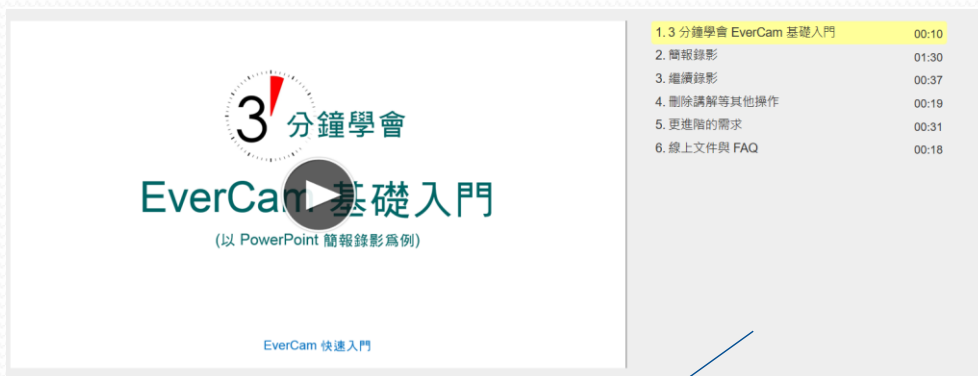 3 分鐘學會
EverCam 基礎入門
(以 PowerPoint 簡報錄影爲例)
EverCam 快速入門
1. 3 分鐘學會 EverCam 基礎入門 00:10
2. 簡報錄影 01:30
3. 繼續錄影 00:37
4. 刪除講解等其他操作 00:19
5. 更進階的需求 00:31
6. 線上文件與 FAQ 00:18